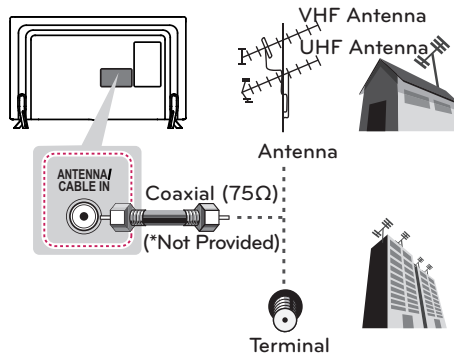 VHF Antenna
UHF Antenna
Antenna
ANTENNA/
CABLE IN
Coaxial (75Ω)
(*Not Provided)
Terminal